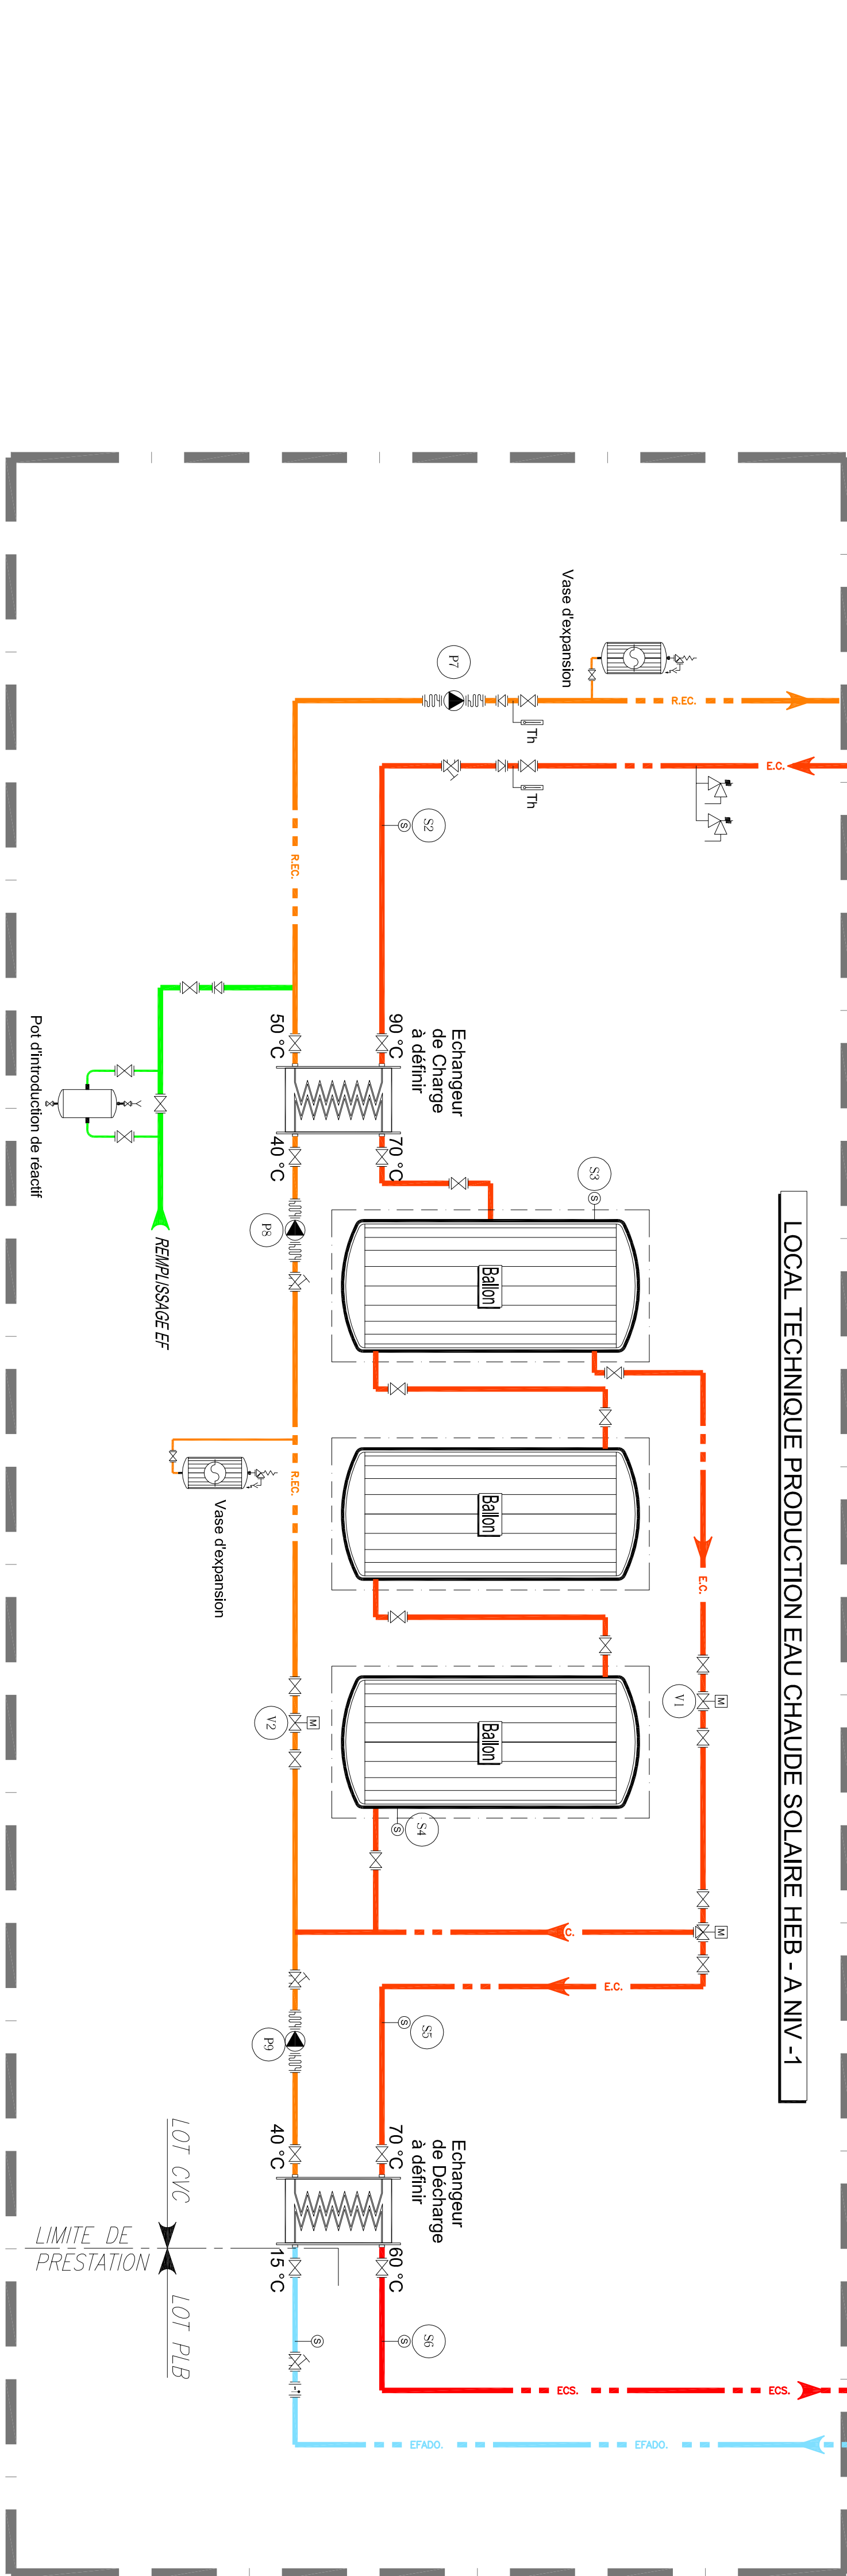 LOCAL TECHNIQUE PRODUCTION EAU CHAUDE SOLAIRE HEB - A NIV -1
Vase d'expansion
P7
R.EC.
Th
E.C.
Th
S2
R.EC.
Echangeur
de Charge
à définir
90 °C
50 °C
70 °C
40 °C
Pot d'introduction de réactif
REMPLISSAGE EF
P8
S3
S
S
Ballon
Ballon
Ballon
R.EC.
Vase d'expansion
E.C.
V1
M
V2
M
S4
S
M
C.
E.C.
S5
S
P9
Echangeur
de Décharge
à définir
70 °C
40 °C
60 °C
15 °C
LOT CVC
LIMITE DE
PRESTATION
LOT PLB
S6
S
S
ECS.
ECS.
EFADO.
EFADO.